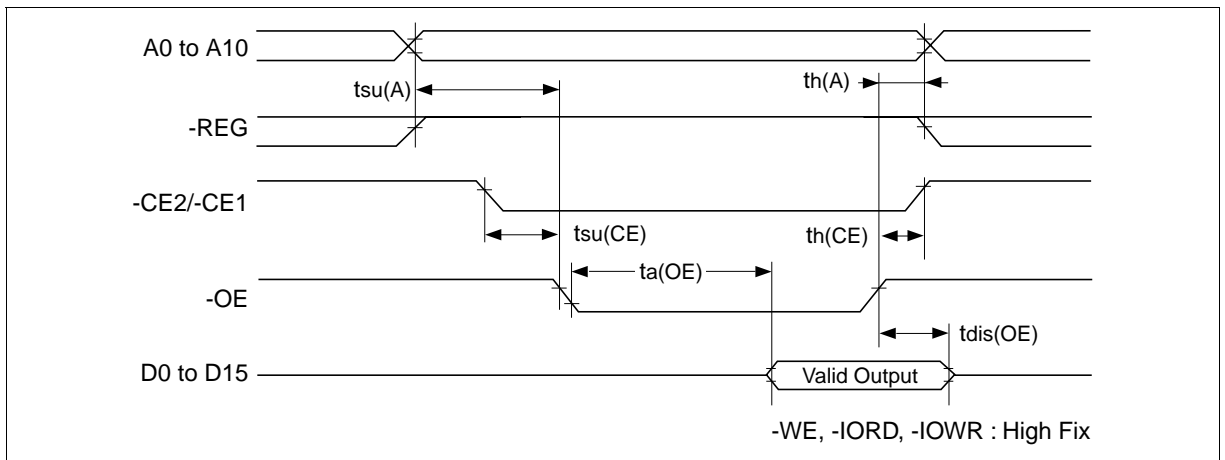 A0 to A10
tsu(A)
th(A)
-REG
-CE2/-CE1
tsu(CE)
th(CE)
ta(OE)
-OE
tdis(OE)
D0 to D15
Valid Output
-WE, -IORD, -IOWR : High Fix